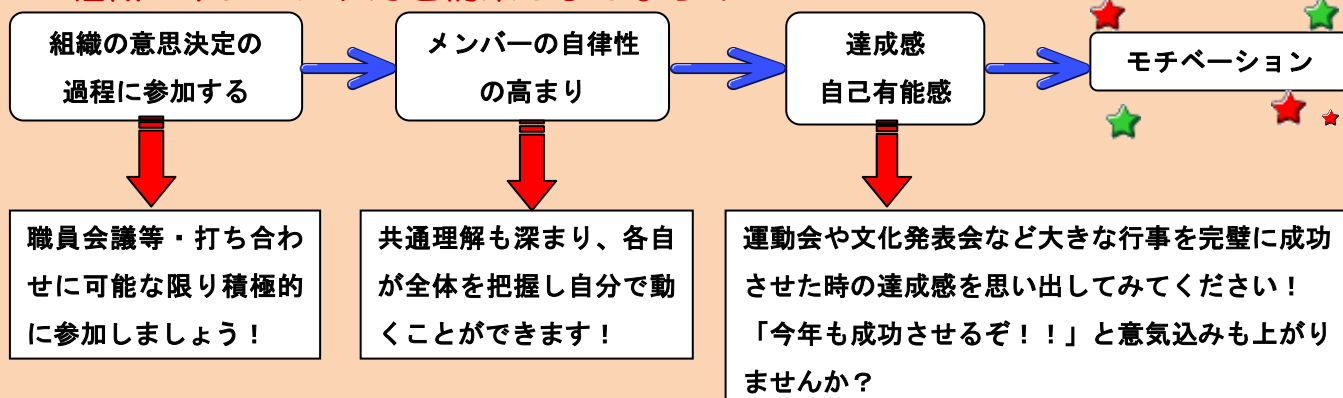 組織の意思決定の
過程に参加する
メンバーの自律性
の高まり
達成感
自己有能感
モチベーション
職員会議等・打ち合わ
せに可能な限り積極的
に参加しましょう！
共通理解も深まり、各自
が全体を把握し自分で動
くことができます！
運動会や文化発表会など大きな行事を完璧に成功
させた時の達成感を思い出してみてください！
「今年も成功させるぞ！！」と意気込みも上がり
ませんか？